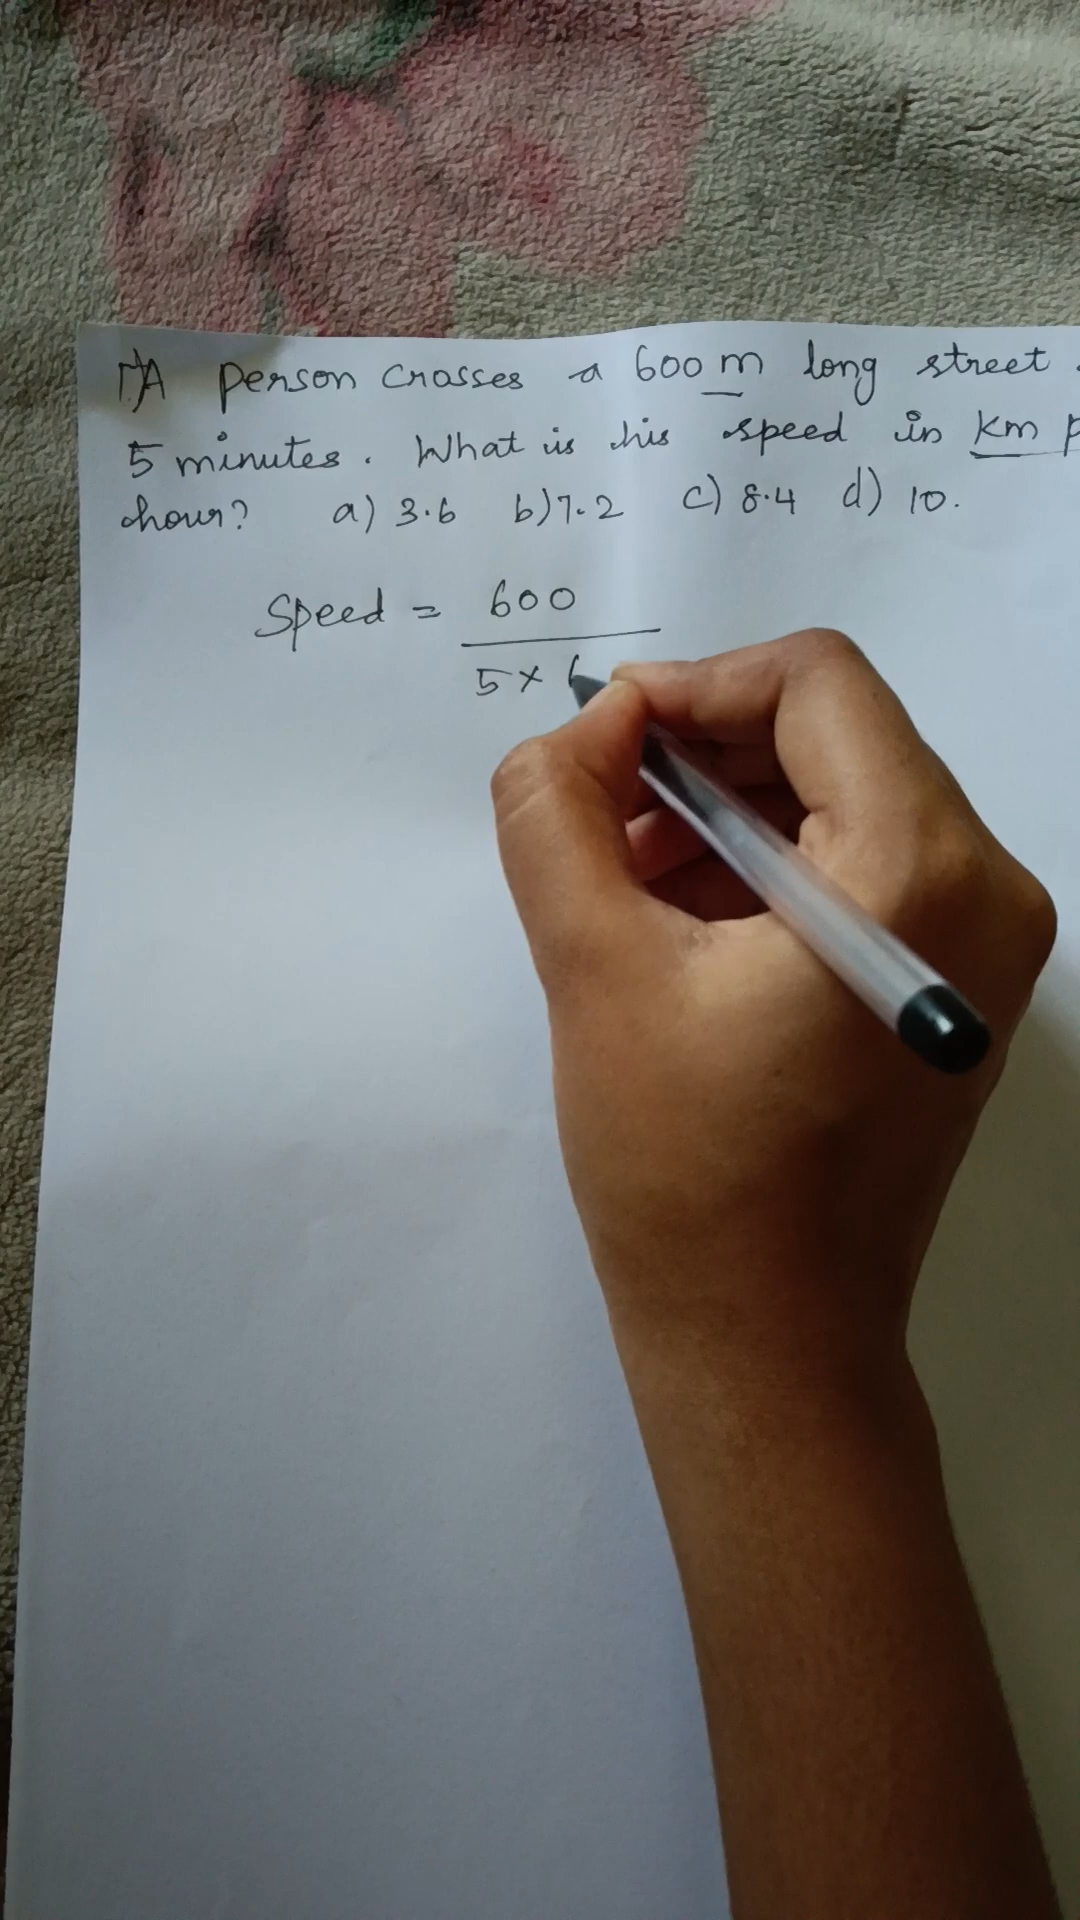 1) A person crosses a 600 m long street
5 minutes. What is his speed in km
hour? a) 3.6 b) 7.2 c) 8.4 d) 10.
Speed = 600
5 ×